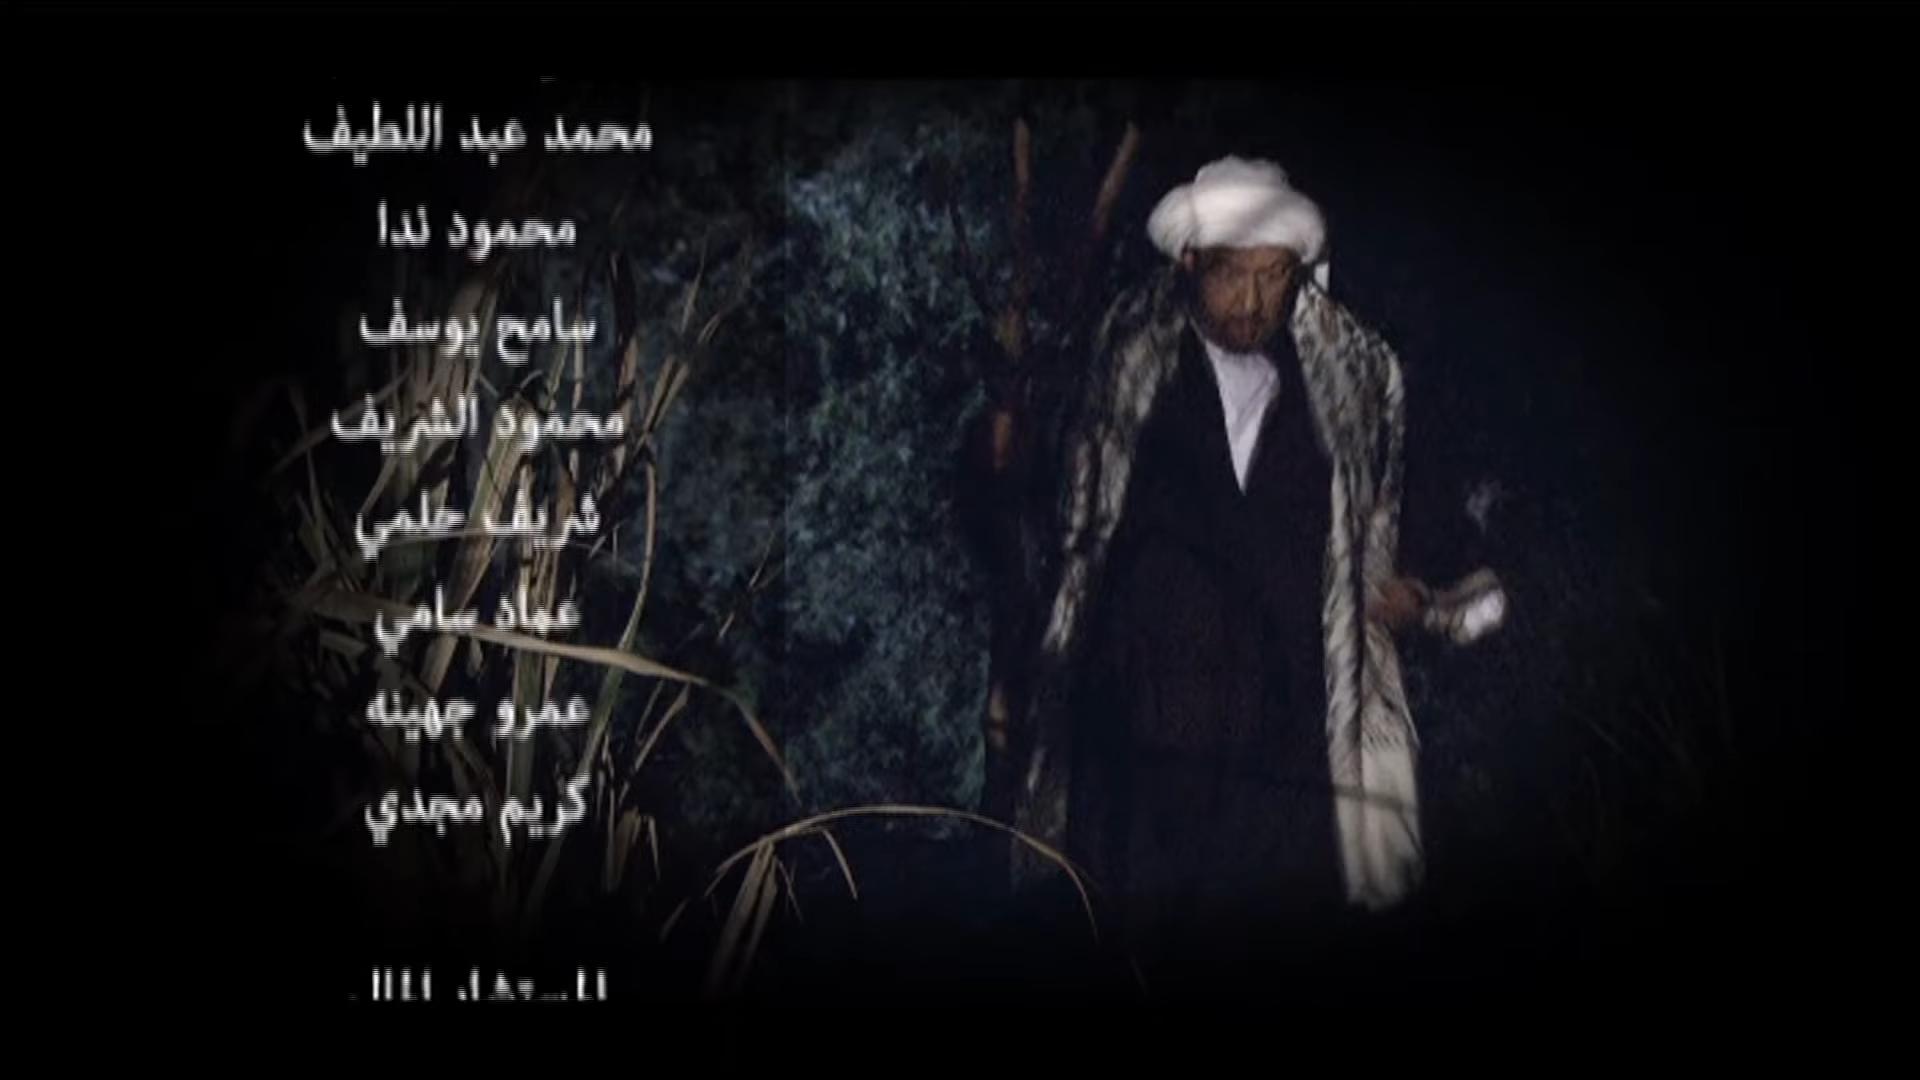 محمد عبد اللطيف
محمود ندا
سامح يوسف
محمود الشريف
شريف حلمي
عماد سامي
عمرو جهينه
كريم مجدي